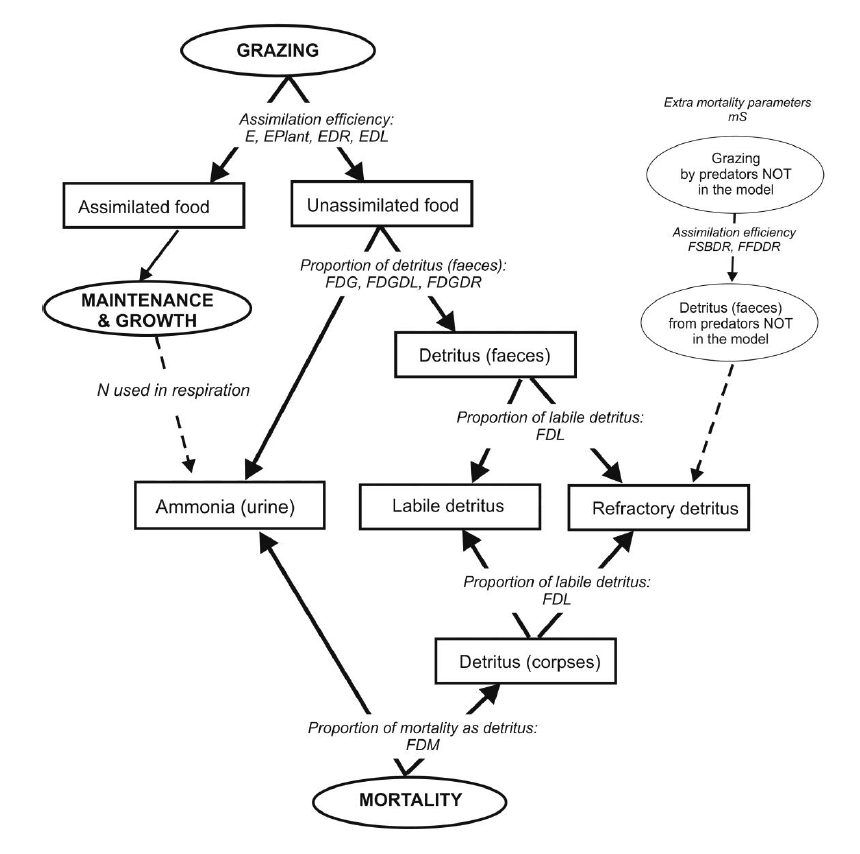 GRAZING
Assimilation efficiency:
E, EPlant, EDR, EDL
Extra mortality parameters
mS
Grazing
by predators NOT
in the model
Assimilated food
Unassimilated food
Assimilation efficiency
FSBDR, FFDDR
Proportion of detritus (faeces):
FDG, FDGDL, FDGDR
MAINTENANCE
& GROWTH
Detritus (faeces)
from predators NOT
in the model
Detritus (faeces)
N used in respiration
Proportion of labile detritus:
FDL
Ammonia (urine)
Labile detritus
Refractory detritus
Proportion of labile detritus:
FDL
Detritus (corpses)
Proportion of mortality as detritus:
FDM
MORTALITY